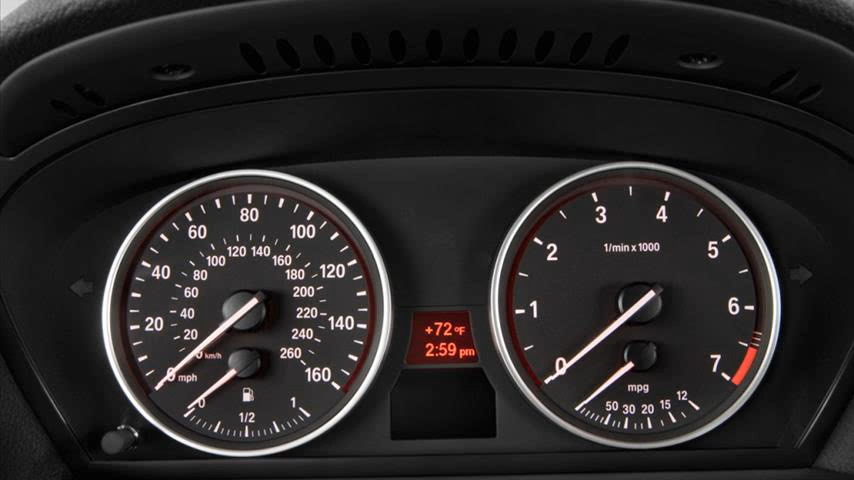 20 40 60 80 100 120 140 160
0 mph
20 40 60 80 100 120 140 160 180 200 220 240 260
0 km/h
0 1/2 1
+72 °F
2:59 pm
0 1 2 3 4 5 6 7
1/min x 1000
mpg
50 30 20 15 12